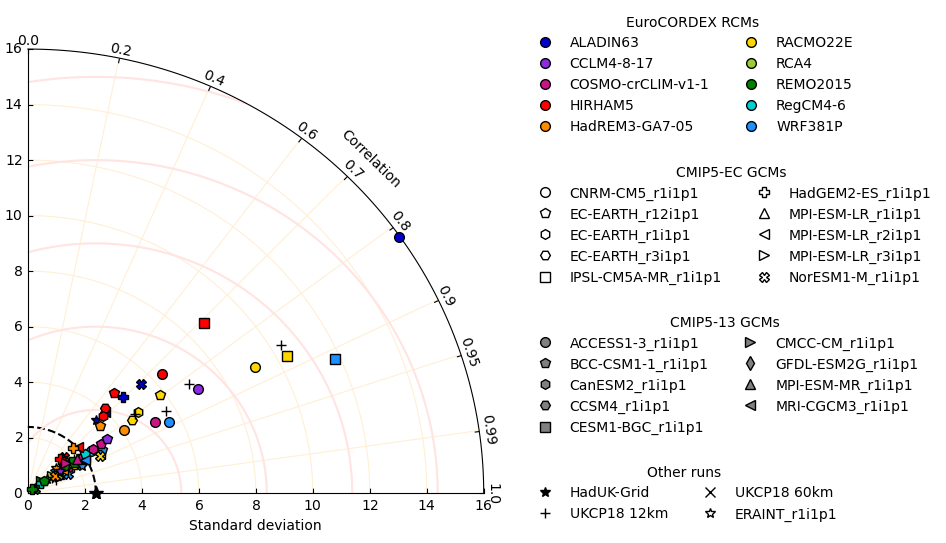 16
14
12
10
8
6
4
2
0
0 2 4 6 8 10 12 14 16
Standard deviation
0.0
0.2
0.4
0.6
0.7
0.8
0.9
0.95
0.99
1.0
Correlation
EuroCORDEX RCMs
ALADIN63 RACMO22E
CCLM4-8-17 RCA4
COSMO-crCLIM-v1-1 REMO2015
HIRHAM5 RegCM4-6
HadREM3-GA7-05 WRF381P
CMIP5-EC GCMs
CNRM-CM5_r1i1p1 HadGEM2-ES_r1i1p1
EC-EARTH_r12i1p1 MPI-ESM-LR_r1i1p1
EC-EARTH_r1i1p1 MPI-ESM-LR_r2i1p1
EC-EARTH_r3i1p1 MPI-ESM-LR_r3i1p1
IPSL-CM5A-MR_r1i1p1 NorESM1-M_r1i1p1
CMIP5-13 GCMs
ACCESS1-3_r1i1p1 CMCC-CM_r1i1p1
BCC-CSM1-1_r1i1p1 GFDL-ESM2G_r1i1p1
CanESM2_r1i1p1 MPI-ESM-MR_r1i1p1
CCSM4_r1i1p1 MRI-CGCM3_r1i1p1
CESM1-BGC_r1i1p1
Other runs
HadUK-Grid UKCP18 60km
UKCP18 12km ERAINT_r1i1p1